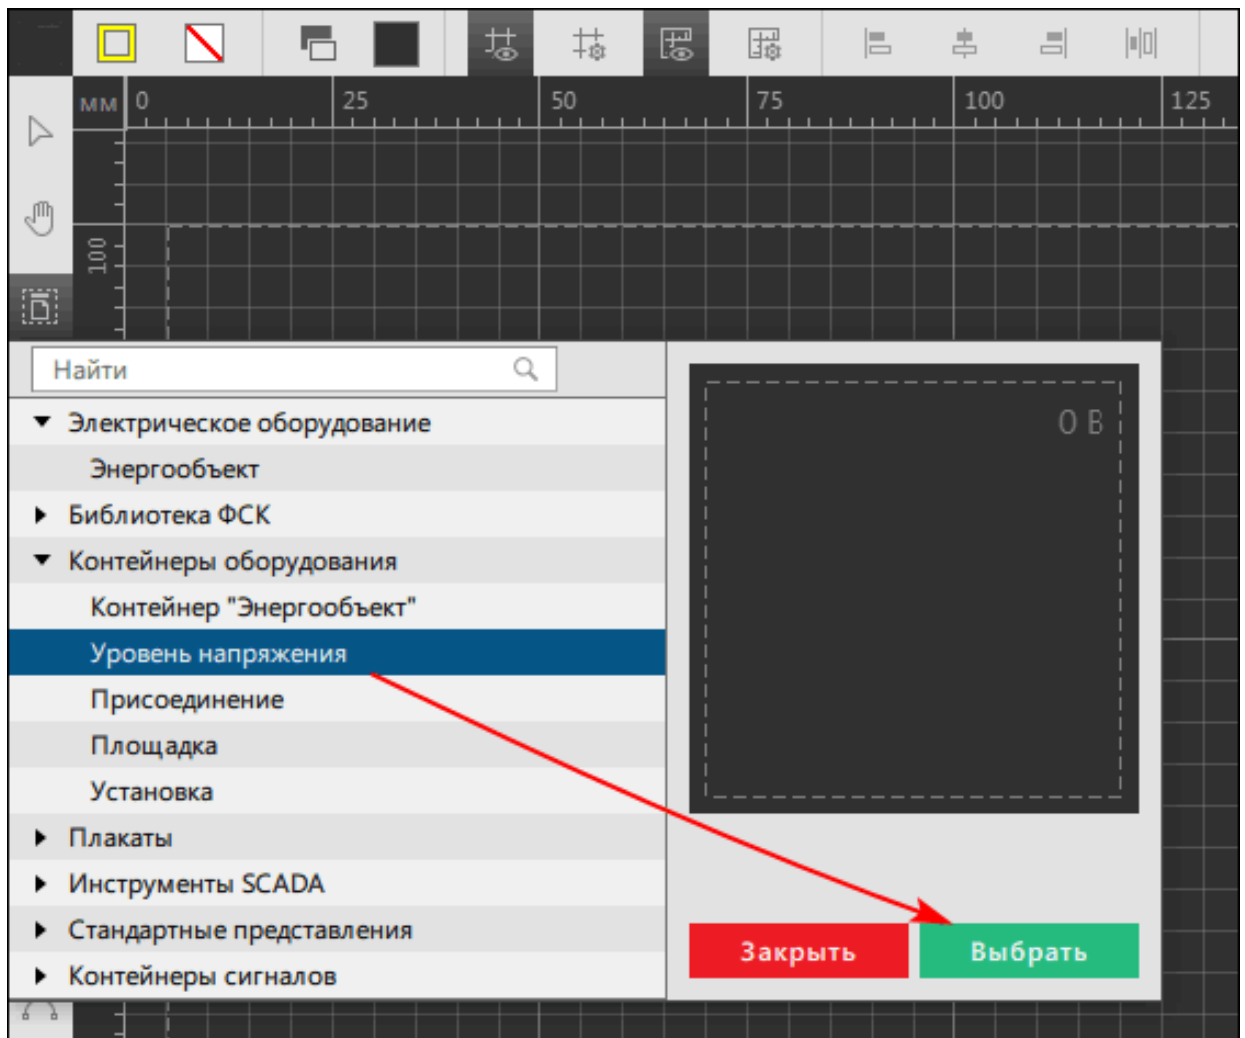 мм 0 25 50 75 100 125
100
Найти
Электрическое оборудование
Энергообъект
Библиотека ФСК
Контейнеры оборудования
Контейнер "Энергообъект"
Уровень напряжения
Присоединение
Площадка
Установка
Плакаты
Инструменты SCADA
Стандартные представления
Контейнеры сигналов
0 В
Закрыть
Выбрать